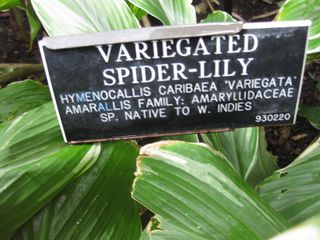 VARIEGATED
SPIDER-LILY
HYMENOCALLIS CARIBAEA 'VARIEGATA'
AMARALLIS FAMILY: AMARYLLIDACEAE
SP. NATIVE TO W. INDIES
930220